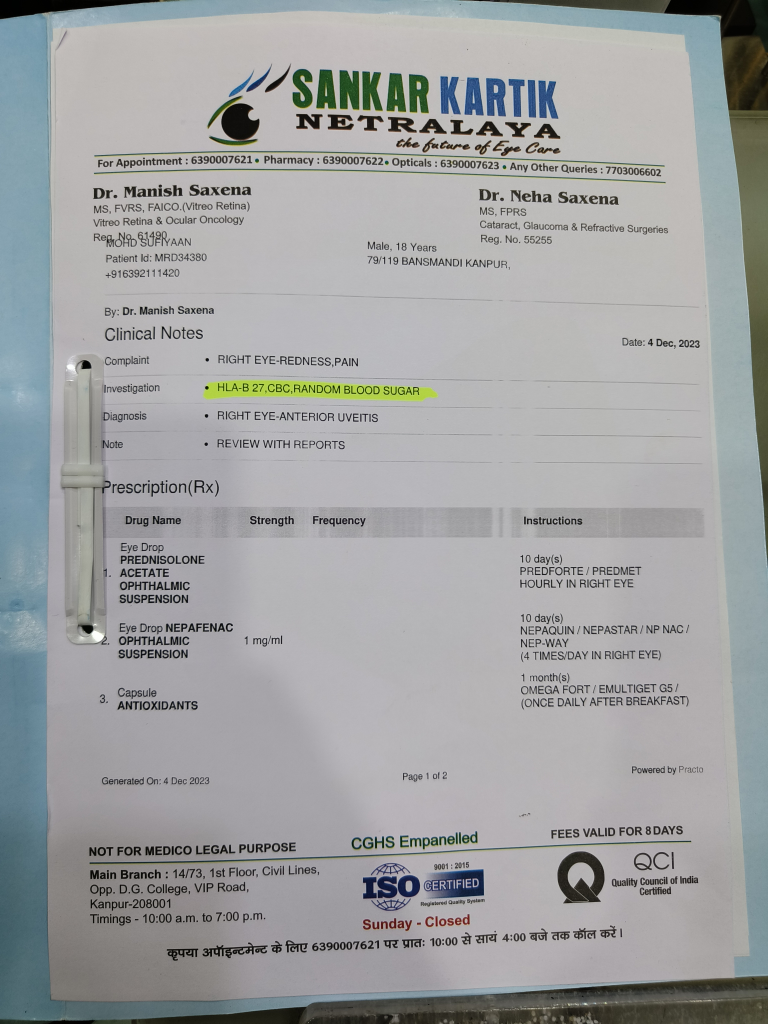 SANKAR KARTIK
NETRALAYA
the future of Eye Care
For Appointment : 6390007621 • Pharmacy : 6390007622 • Opticals : 6390007623 • Any Other Queries : 7703006602
Dr. Manish Saxena
MS, FVRS, FAICO.(Vitreo Retina)
Vitreo Retina & Ocular Oncology
Reg. No. 61490
Dr. Neha Saxena
MS, FPRS
Cataract, Glaucoma & Refractive Surgeries
Reg. No. 55255
MOHD SUFIYAAN
Patient Id: MRD34380
+916392111420
Male, 18 Years
79/119 BANSMANDI KANPUR,
By: Dr. Manish Saxena
Clinical Notes
Date: 4 Dec, 2023
Complaint • RIGHT EYE-REDNESS,PAIN
Investigation • HLA-B 27,CBC,RANDOM BLOOD SUGAR
Diagnosis • RIGHT EYE-ANTERIOR UVEITIS
Note • REVIEW WITH REPORTS
Prescription(Rx)
Drug Name Strength Frequency Instructions
1. Eye Drop
PREDNISOLONE
ACETATE
OPHTHALMIC
SUSPENSION
10 day(s)
PREDFORTE / PREDMET
HOURLY IN RIGHT EYE
2. Eye Drop NEPAFENAC
OPHTHALMIC
SUSPENSION
1 mg/ml
10 day(s)
NEPAQUIN / NEPASTAR / NP NAC /
NEP-WAY
(4 TIMES/DAY IN RIGHT EYE)
3. Capsule
ANTIOXIDANTS
1 month(s)
OMEGA FORT / EMULTIGET G5 /
(ONCE DAILY AFTER BREAKFAST)
Generated On: 4 Dec 2023
Page 1 of 2
Powered by Practo
NOT FOR MEDICO LEGAL PURPOSE
CGHS Empanelled
FEES VALID FOR 8 DAYS
Main Branch : 14/73, 1st Floor, Civil Lines,
Opp. D.G. College, VIP Road,
Kanpur-208001
Timings - 10:00 a.m. to 7:00 p.m.
ISO
9001 : 2015
CERTIFIED
Registered Quality System
Sunday - Closed
QCI
Quality Council of India
Certified
कृपया अपॉइन्टमेन्ट के लिए 6390007621 पर प्रातः 10:00 से सायं 4:00 बजे तक कॉल करें।